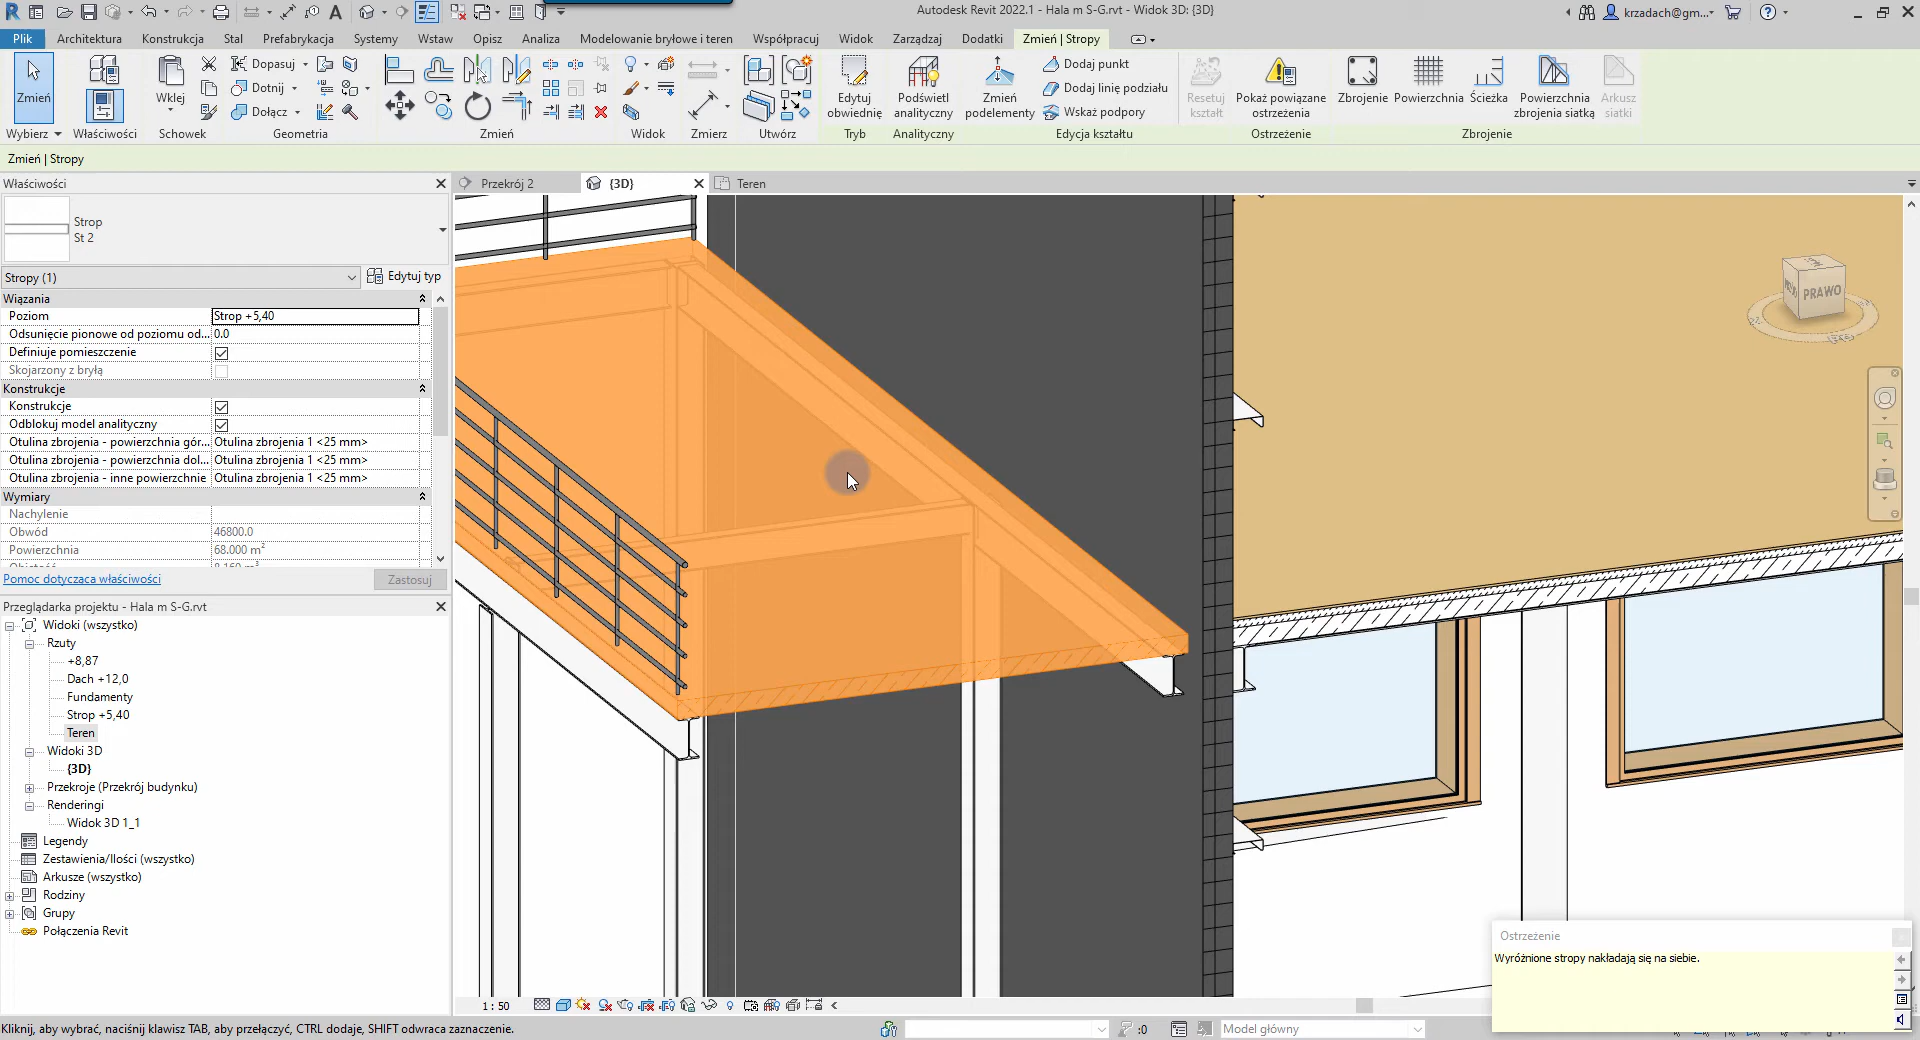 Autodesk Revit 2022.1 - Hala m S-G.rvt - Widok 3D: {3D}
krzadach@gm...
Plik Architektura Konstrukcja Stal Prefabrykacja Systemy Wstaw Opisz Analiza Modelowanie bryłowe i teren Współpracuj Widok Zarządzaj Dodatki Zmień | Stropy
Zmień
Wklej
Dopasuj
Dotnij
Dołącz
Edytuj obwiednię
Podświetl analityczny
Zmień podelementy
Dodaj punkt
Dodaj linię podziału
Wskaż podpory
Resetuj kształt
Pokaż powiązane ostrzeżenia
Zbrojenie
Powierzchnia
Ścieżka
Powierzchnia zbrojenia siatką
Arkusz siatki
Wybierz Właściwości Schowek Geometria Zmień Widok Zmierz Utwórz Tryb Analityczny Edycja kształtu Ostrzeżenie Zbrojenie
Zmień | Stropy
Właściwości
Przekrój 2 {3D} Teren
Strop
St 2
Stropy (1) Edytuj typ
Wiązania
Poziom Strop +5,40
Odsunięcie pionowe od poziomu od... 0.0
Definiuje pomieszczenie
Skojarzony z bryłą
Konstrukcje
Konstrukcje
Odblokuj model analityczny
Otulina zbrojenia - powierzchnia gór... Otulina zbrojenia 1 <25 mm>
Otulina zbrojenia - powierzchnia dol... Otulina zbrojenia 1 <25 mm>
Otulina zbrojenia - inne powierzchnie Otulina zbrojenia 1 <25 mm>
Wymiary
Nachylenie
Obwód 46800.0
Powierzchnia 68.000 m²
Objętość 8.160 m³
Pomoc dotycząca właściwości Zastosuj
Przeglądarka projektu - Hala m S-G.rvt
Widoki (wszystko)
Rzuty
+8,87
Dach +12,0
Fundamenty
Strop +5,40
Teren
Widoki 3D
{3D}
Przekroje (Przekrój budynku)
Renderingi
Widok 3D 1_1
Legendy
Zestawienia/Ilości (wszystko)
Arkusze (wszystko)
Rodziny
Grupy
Połączenia Revit
PRAWO
Ostrzeżenie
Wyróżnione stropy nakładają się na siebie.
1 : 50
Kliknij, aby wybrać, naciśnij klawisz TAB, aby przełączyć, CTRL dodaje, SHIFT odwraca zaznaczenie.
:0
Model główny